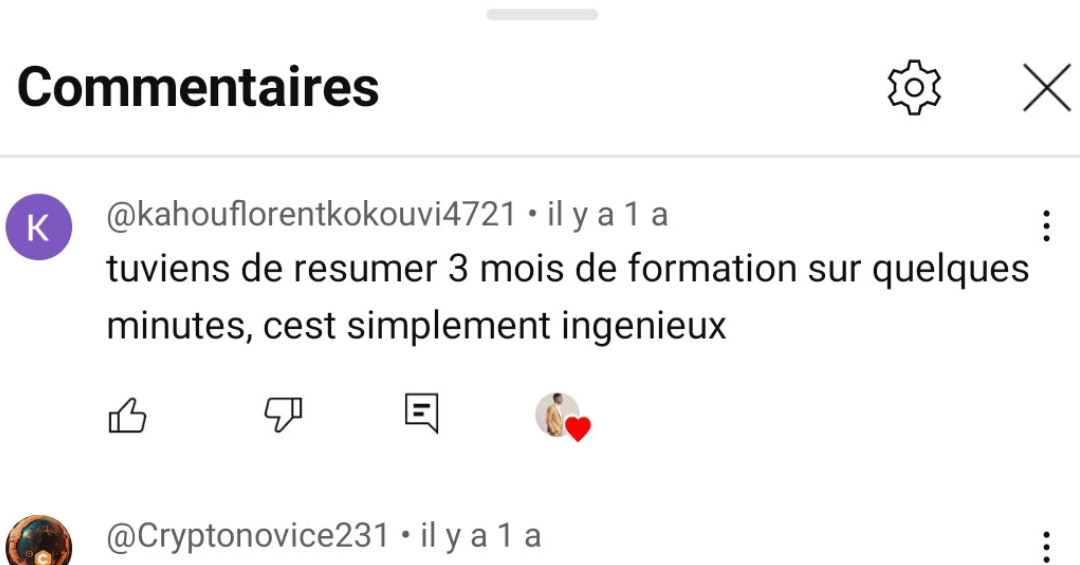 Commentaires
K
@kahouflorentkokouvi4721 • il y a 1 a
tuviens de resumer 3 mois de formation sur quelques
minutes, cest simplement ingenieux
@Cryptonovice231 • il y a 1 a